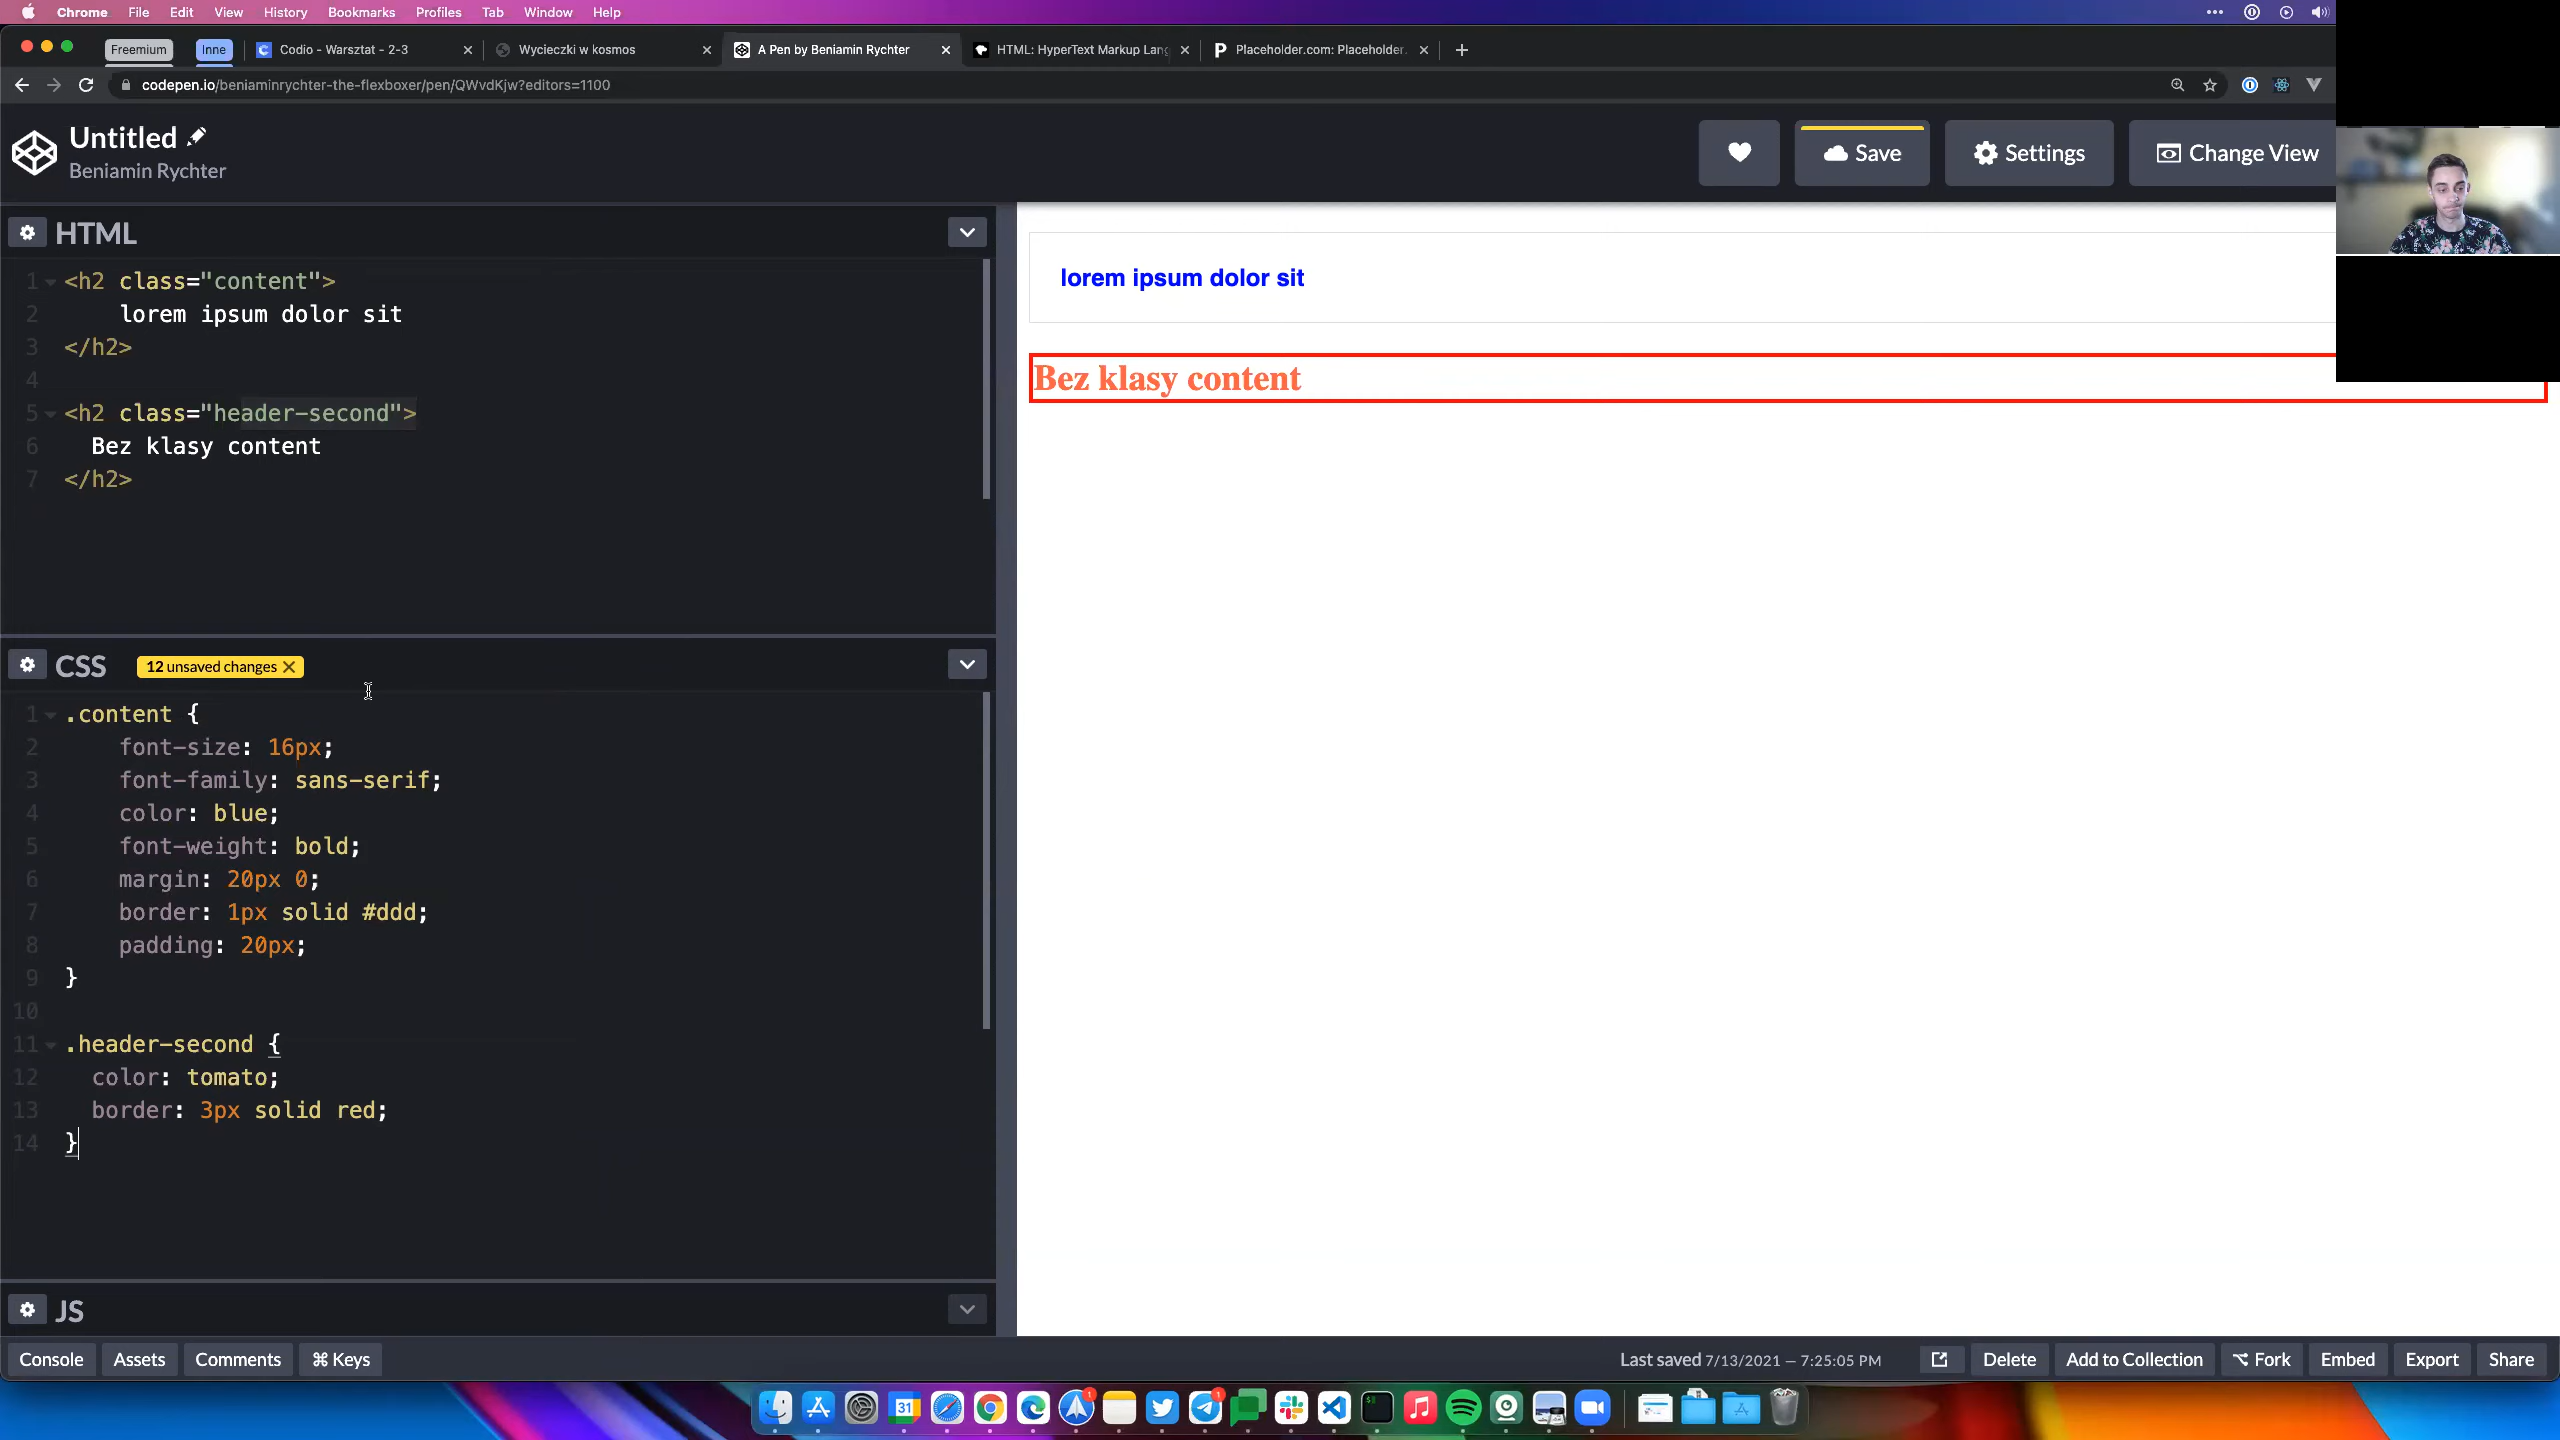 Chrome File Edit View History Bookmarks Profiles Tab Window Help
Freemium Inne Codio - Warsztat - 2-3 Wycieczki w kosmos A Pen by Beniamin Rychter HTML: HyperText Markup Lang Placeholder.com: Placeholder.
codepen.io/beniaminrychter-the-flexboxer/pen/QWvdKjw?editors=1100
Untitled
Beniamin Rychter
Save Settings Change View
HTML
1 <h2 class="content">
2 lorem ipsum dolor sit
3 </h2>
4
5 <h2 class="header-second">
6 Bez klasy content
7 </h2>
CSS 12 unsaved changes
1 .content {
2 font-size: 16px;
3 font-family: sans-serif;
4 color: blue;
5 font-weight: bold;
6 margin: 20px 0;
7 border: 1px solid #ddd;
8 padding: 20px;
9 }
10
11 .header-second {
12 color: tomato;
13 border: 3px solid red;
14 }
JS
lorem ipsum dolor sit
Bez klasy content
Console Assets Comments ⌘ Keys
Last saved 7/13/2021 — 7:25:05 PM Delete Add to Collection Fork Embed Export Share
31 1 1